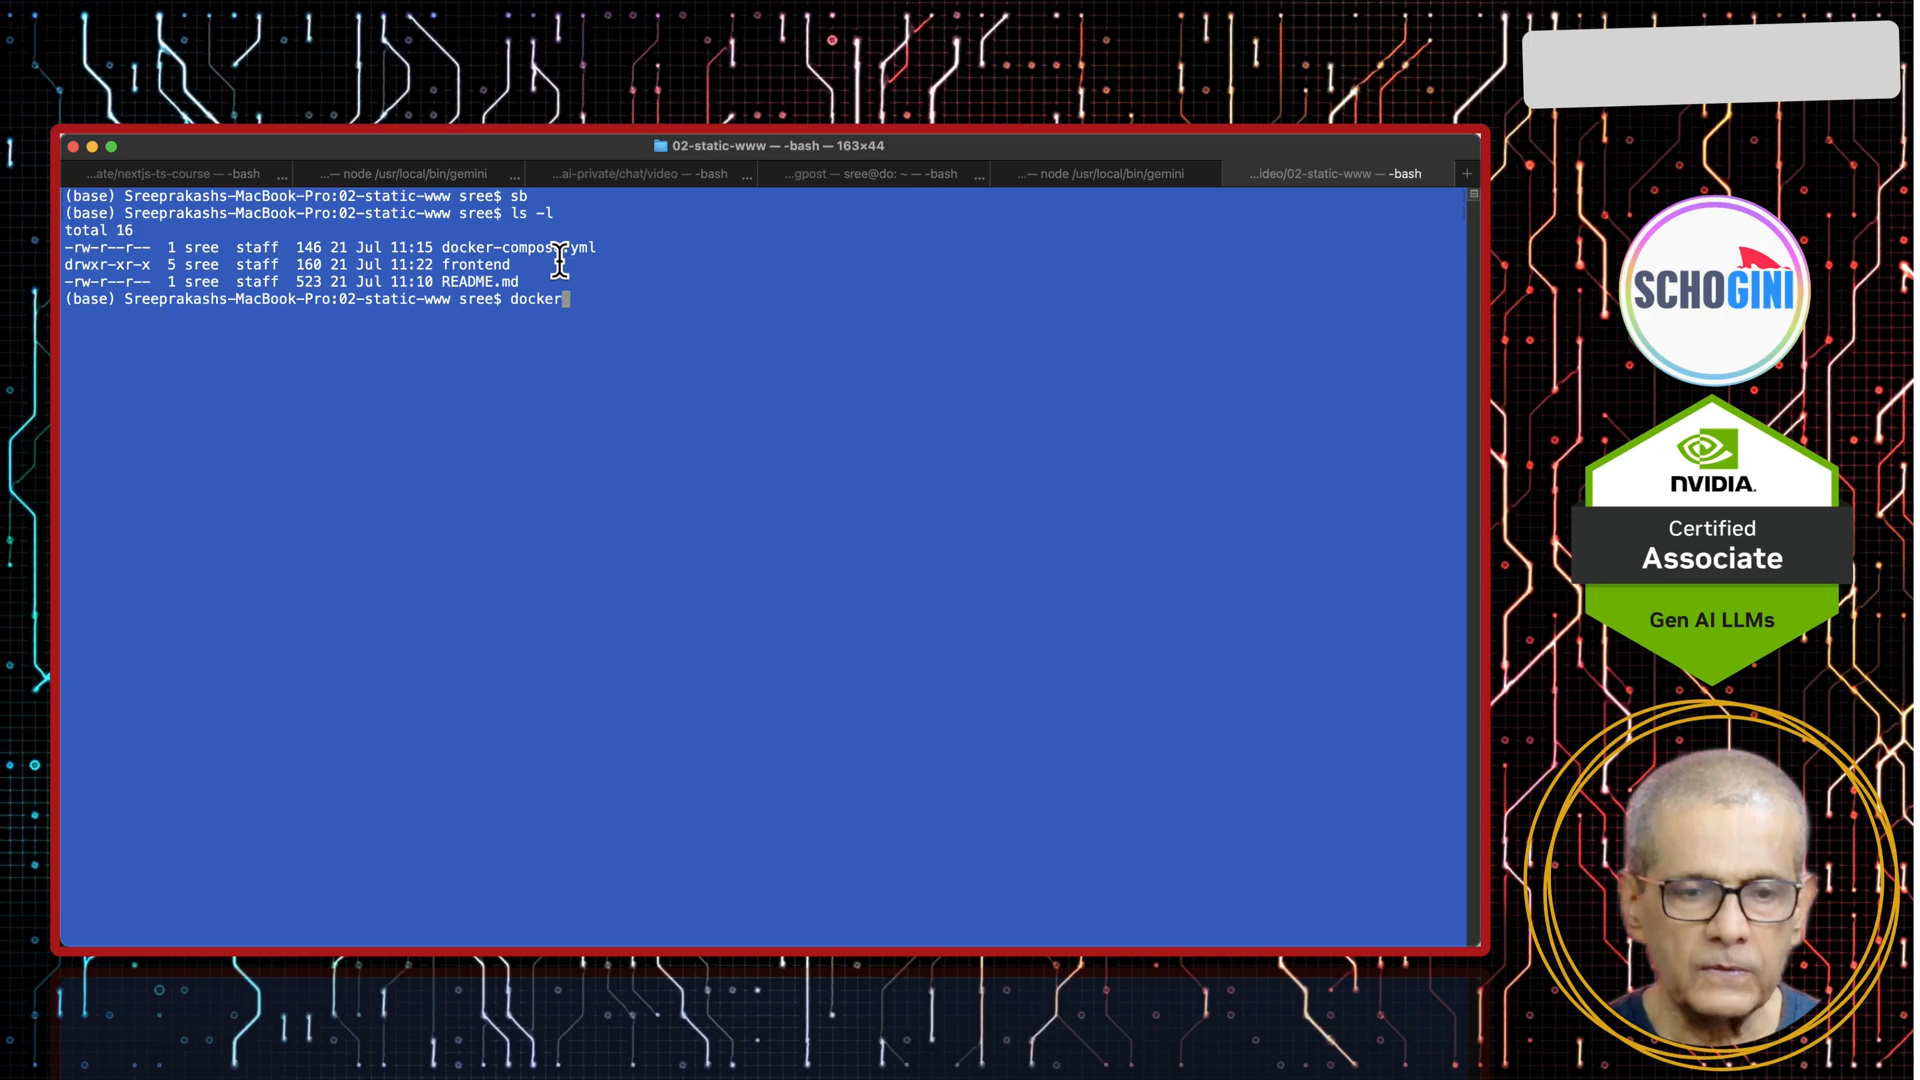 02-static-www — -bash — 163×44
...ate/nextjs-ts-course — -bash ...
...— node /usr/local/bin/gemini ...
...ai-private/chat/video — -bash ...
...gpost — sree@do: ~ — -bash ...
...— node /usr/local/bin/gemini
...ideo/02-static-www — -bash +
(base) Sreeprakashs-MacBook-Pro:02-static-www sree$ sb
(base) Sreeprakashs-MacBook-Pro:02-static-www sree$ ls -l
total 16
-rw-r--r-- 1 sree staff 146 21 Jul 11:15
drwxr-xr-x 5 sree staff 160 21 Jul 11:22 frontend
-rw-r--r-- 1 sree staff 523 21 Jul 11:10 README.md
(base) Sreeprakashs-MacBook-Pro:02-static-www sree$ docker
SCHOGINI
NVIDIA.
Certified
Associate
Gen AI LLMs